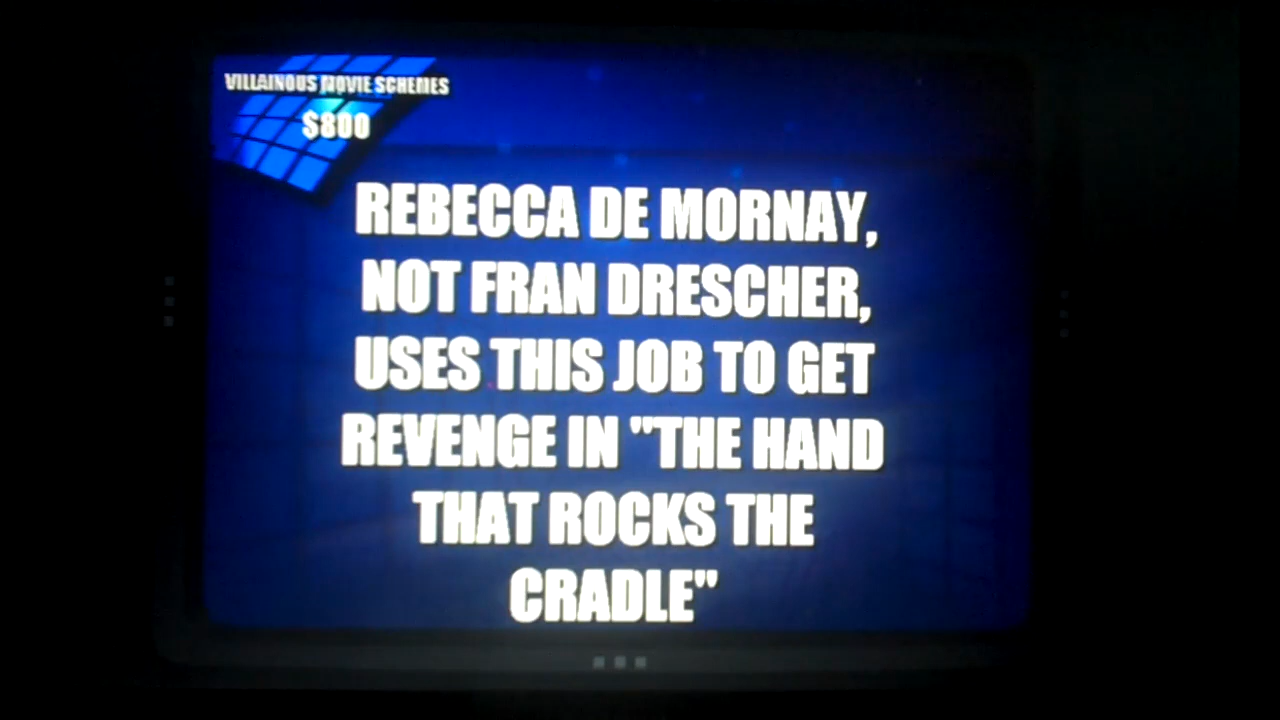 VILLAINOUS MOVIE SCHEMES
$800
REBECCA DE MORNAY,
NOT FRAN DRESCHER,
USES THIS JOB TO GET
REVENGE IN "THE HAND
THAT ROCKS THE
CRADLE"